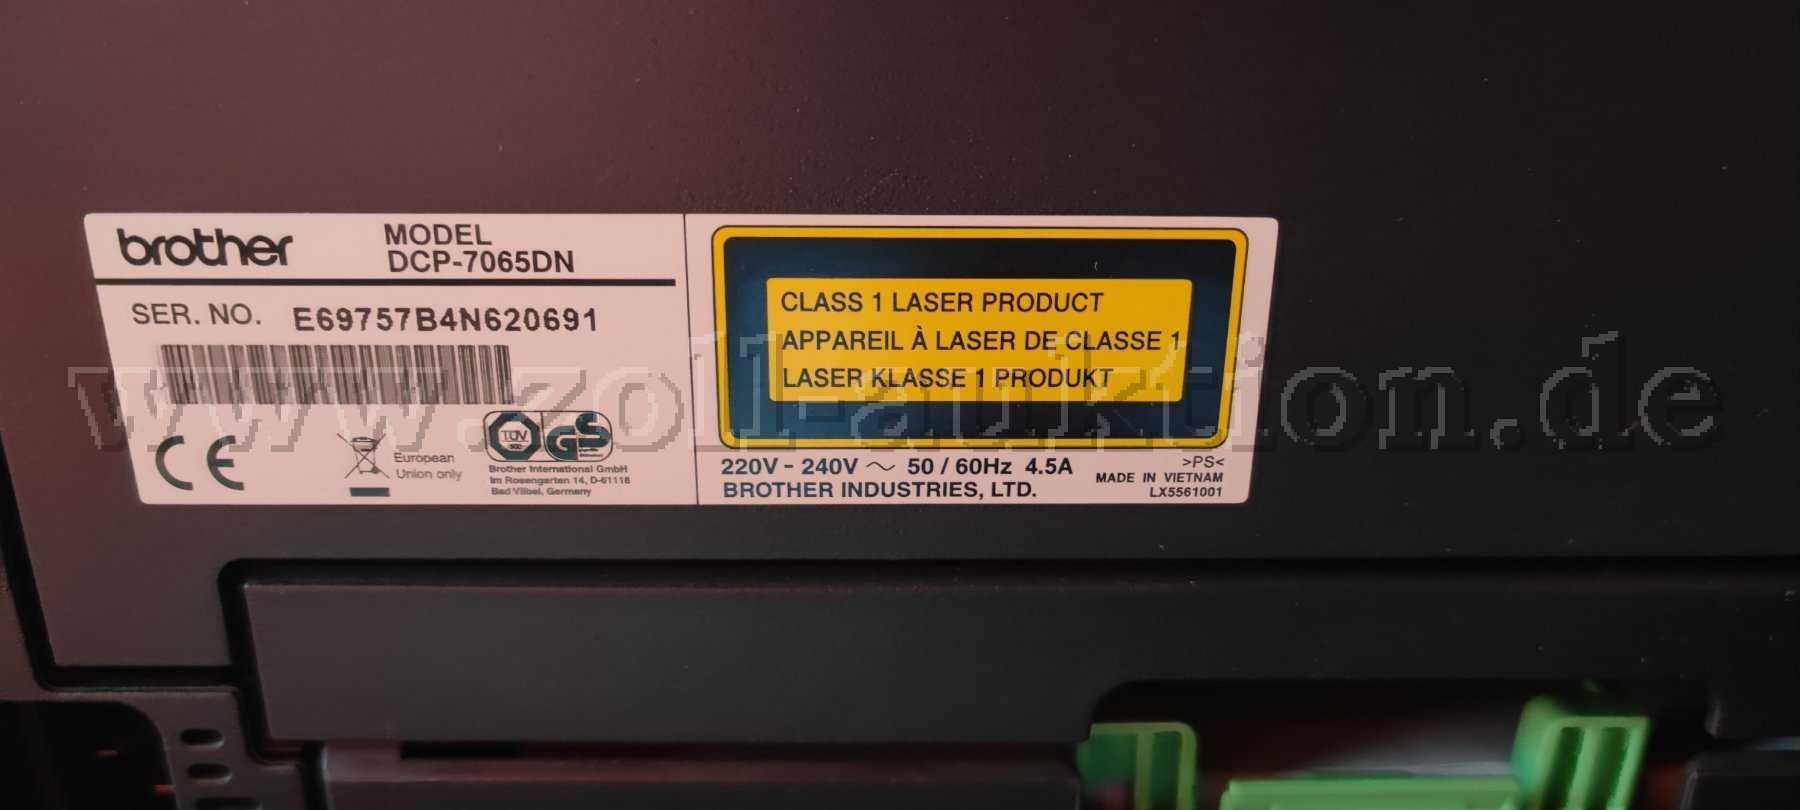 brother
MODEL
DCP-7065DN
SER. NO. E69757B4N620691
CE
European
Union only
TÜV
GS
Brother International GmbH
Im Rosengarten 14, D-61118
Bad Vilbel, Germany
CLASS 1 LASER PRODUCT
APPAREIL À LASER DE CLASSE 1
LASER KLASSE 1 PRODUKT
220V - 240V ~ 50 / 60Hz 4.5A
BROTHER INDUSTRIES, LTD.
>PS<
MADE IN VIETNAM
LX5561001
www.zoll-auktion.de